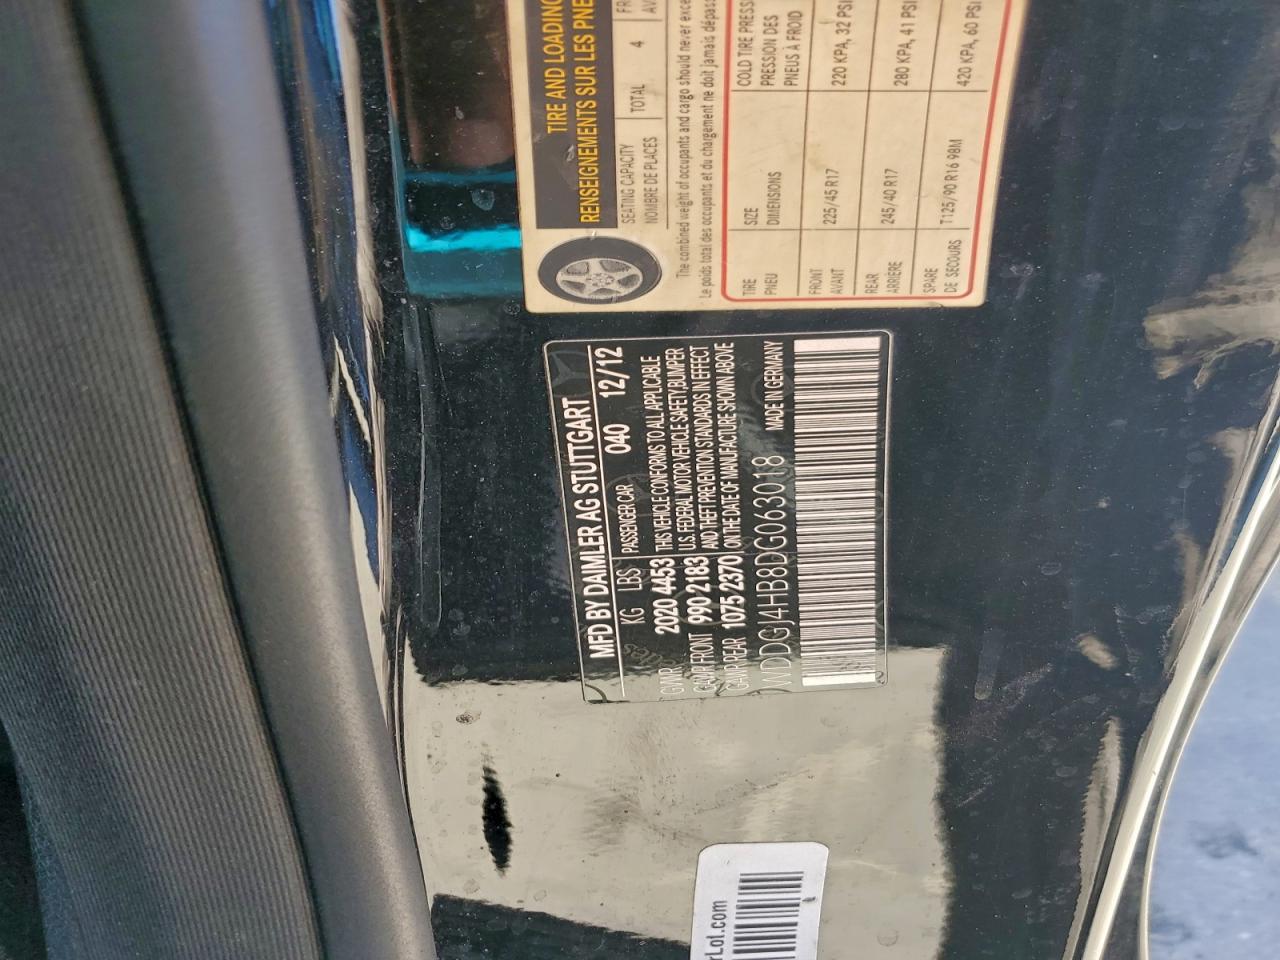 TIRE AND LOADING
RENSEIGNEMENTS SUR LES PNE
SEATING CAPACITY
NOMBRE DE PLACES
TOTAL 4
FR
AV
The combined weight of occupants and cargo should never exce
Le poids total des occupants et du chargement ne doit jamais dépass
TIRE SIZE COLD TIRE PRESS
PNEU DIMENSIONS PRESSION DES
PNEUS À FROID
FRONT
AVANT 225/45 R17 220 KPA, 32 PSI
REAR
ARRIÈRE 245/40 R17 280 KPA, 41 PSI
SPARE
DE SECOURS T125/90 R16 98M 420 KPA, 60 PSI
MFD BY DAIMLER AG STUTTGART
KG LBS PASSENGER CAR 040 12/12
GVWR 2020 4453 THIS VEHICLE CONFORMS TO ALL APPLICABLE
GAWR FRONT 990 2183 U.S. FEDERAL MOTOR VEHICLE SAFETY, BUMPER
GAWR REAR 1075 2370 AND THEFT PREVENTION STANDARDS IN EFFECT
ON THE DATE OF MANUFACTURE SHOWN ABOVE
WDDGJ4HB8DG063018 MADE IN GERMANY
rLot.com